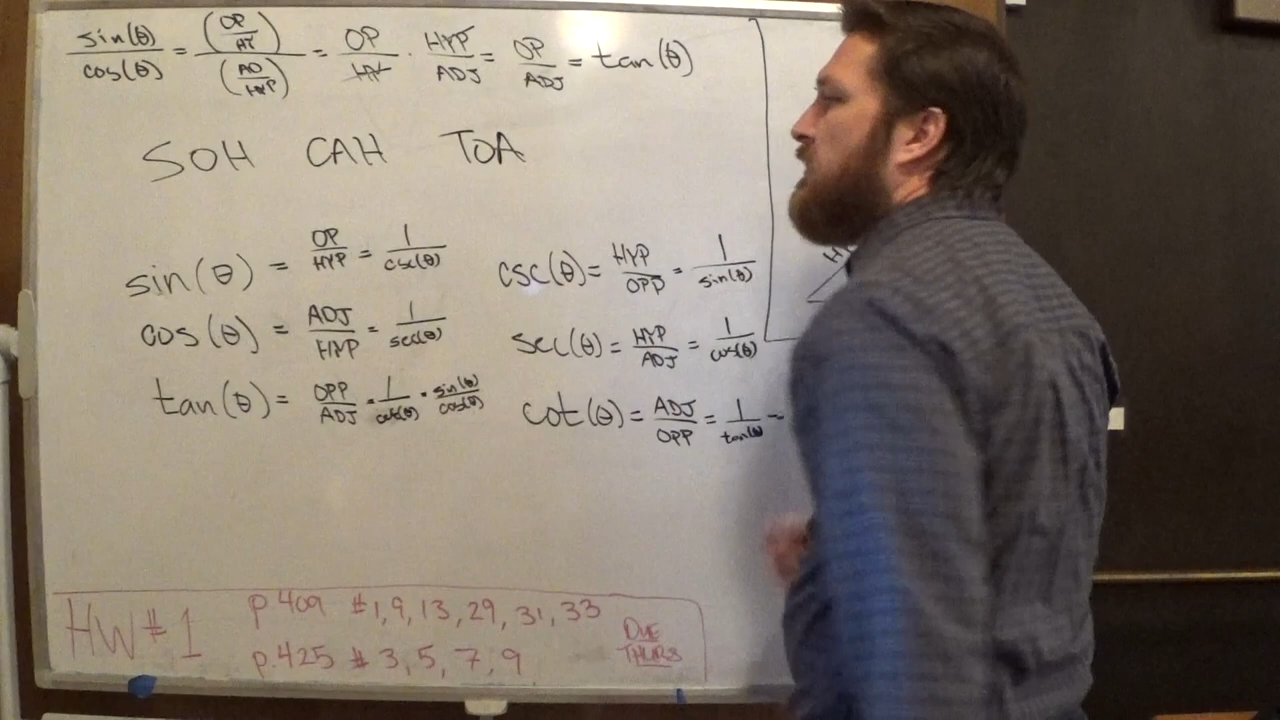 sin(θ)/cos(θ) = (OP/HY)/(AD/HYP) = OP/HY · HYP/ADJ = OP/ADJ = tan(θ)
SOH CAH TOA
sin(θ) = OP/HYP = 1/csc(θ)
csc(θ) = HYP/OPP = 1/sin(θ)
cos(θ) = ADJ/HYP = 1/sec(θ)
sec(θ) = HYP/ADJ = 1/cos(θ)
tan(θ) = OPP/ADJ = 1/cot(θ) = sin(θ)/cos(θ)
cot(θ) = ADJ/OPP = 1/tan(θ) =
HW #1
p.409 #1, 9, 13, 29, 31, 33
p.425 # 3, 5, 7, 9
DUE
THURS